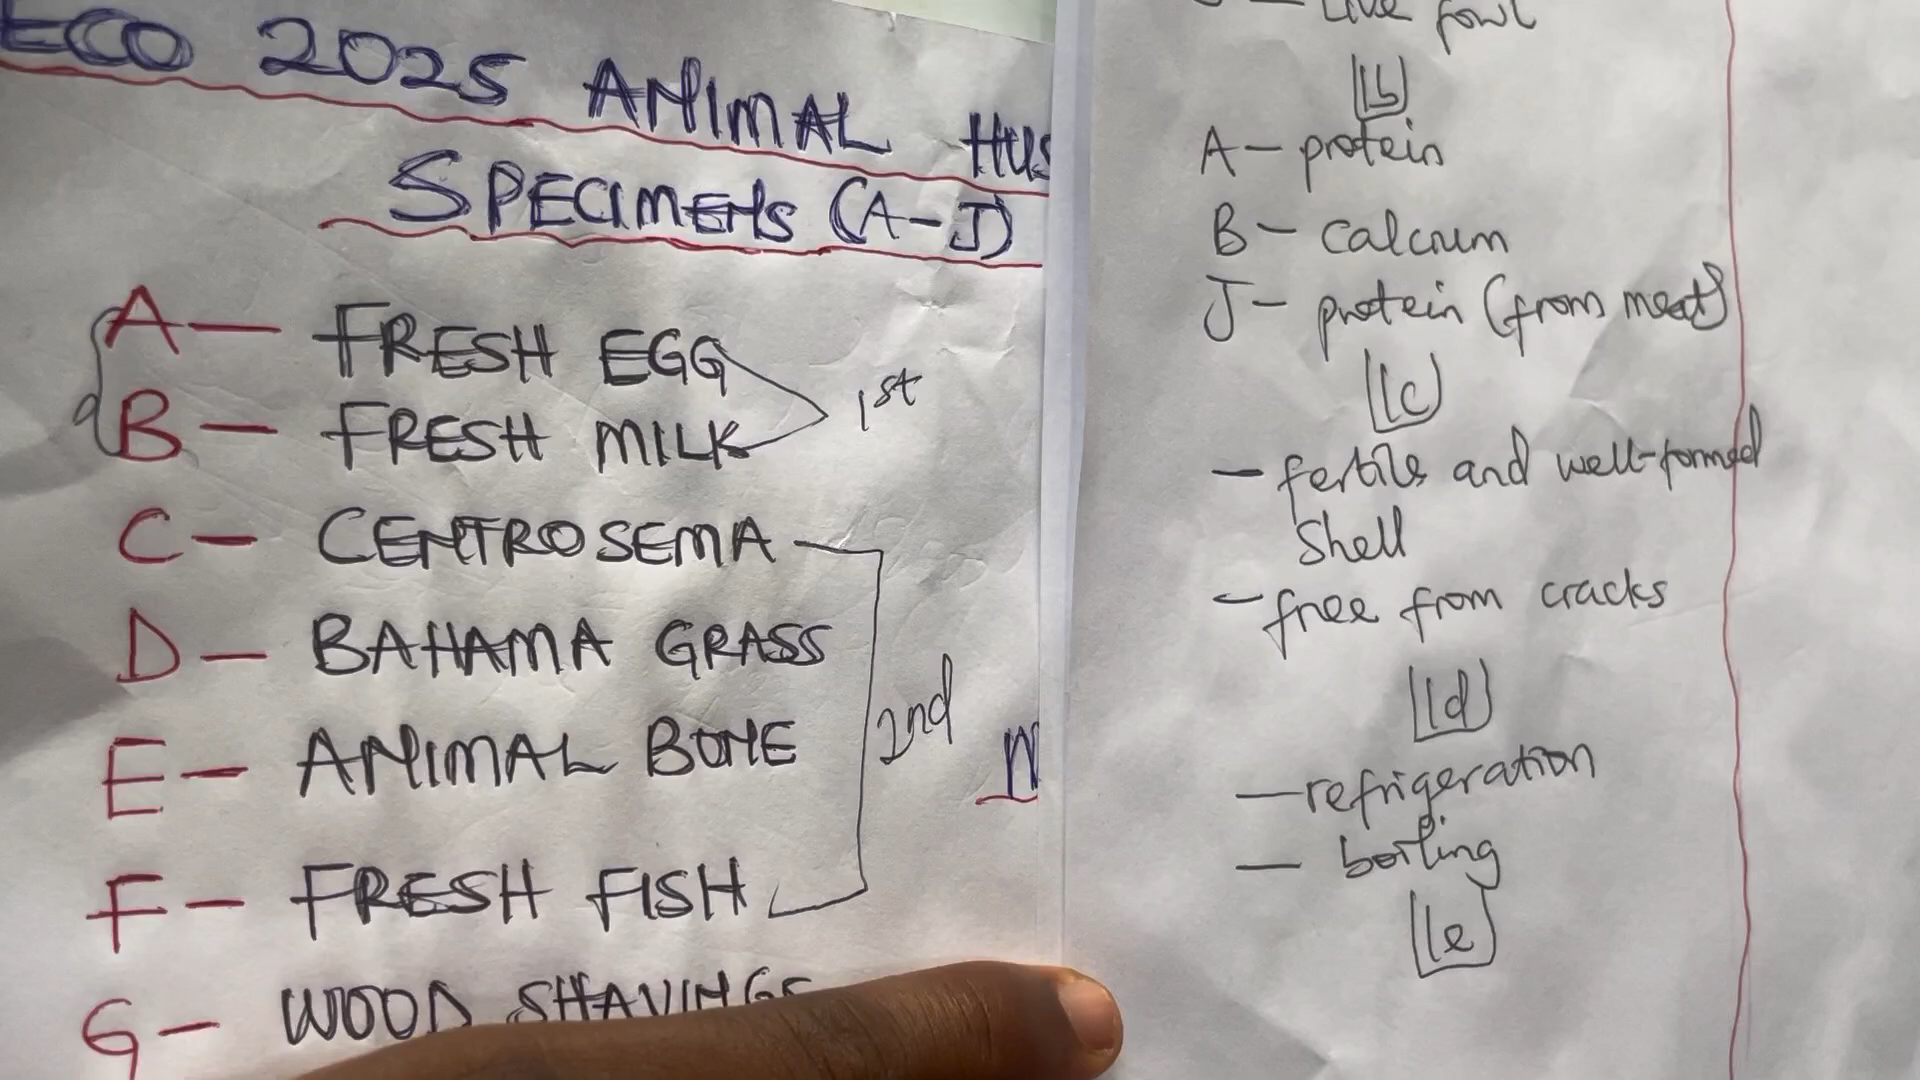 ECO 2025 ANIMAL HUS
SPECIMENS (A-J)
A- FRESH EGG
B- FRESH MILK
1st
C- CENTROSEMA
D- BAHAMA GRASS
E- ANIMAL BONE
F- FRESH FISH
2nd
G- WOOD SHAVINGS
Live fowl
1b
A- protein
B- calcium
J- protein (from meat)
1c
- fertile and well-formed
shell
- free from cracks
1d
- refrigeration
- boiling
1e